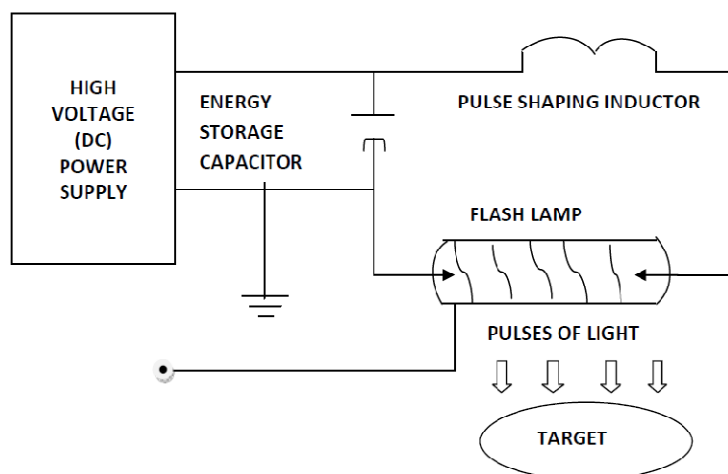 HIGH
VOLTAGE
(DC)
POWER
SUPPLY
ENERGY
STORAGE
CAPACITOR
PULSE SHAPING INDUCTOR
FLASH LAMP
PULSES OF LIGHT
TARGET